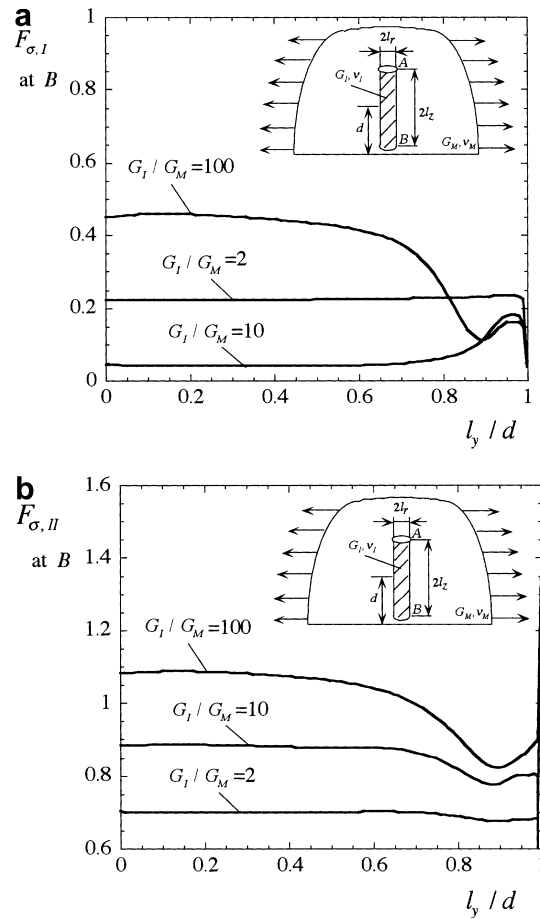 a
F_σ,I
at B
1
0.8
0.6
0.4
0.2
0
2l_r
A
G_I, ν_I
2l_z
d
B
G_M, ν_M
G_I / G_M =100
G_I / G_M =2
G_I / G_M =10
0 0.2 0.4 0.6 0.8 1
l_y / d
b
F_σ,II
at B
1.6
1.4
1.2
1
0.8
0.6
2l_r
A
G_I, ν_I
2l_z
d
B
G_M, ν_M
G_I / G_M =100
G_I / G_M =10
G_I / G_M =2
0 0.2 0.4 0.6 0.8 1
l_y / d